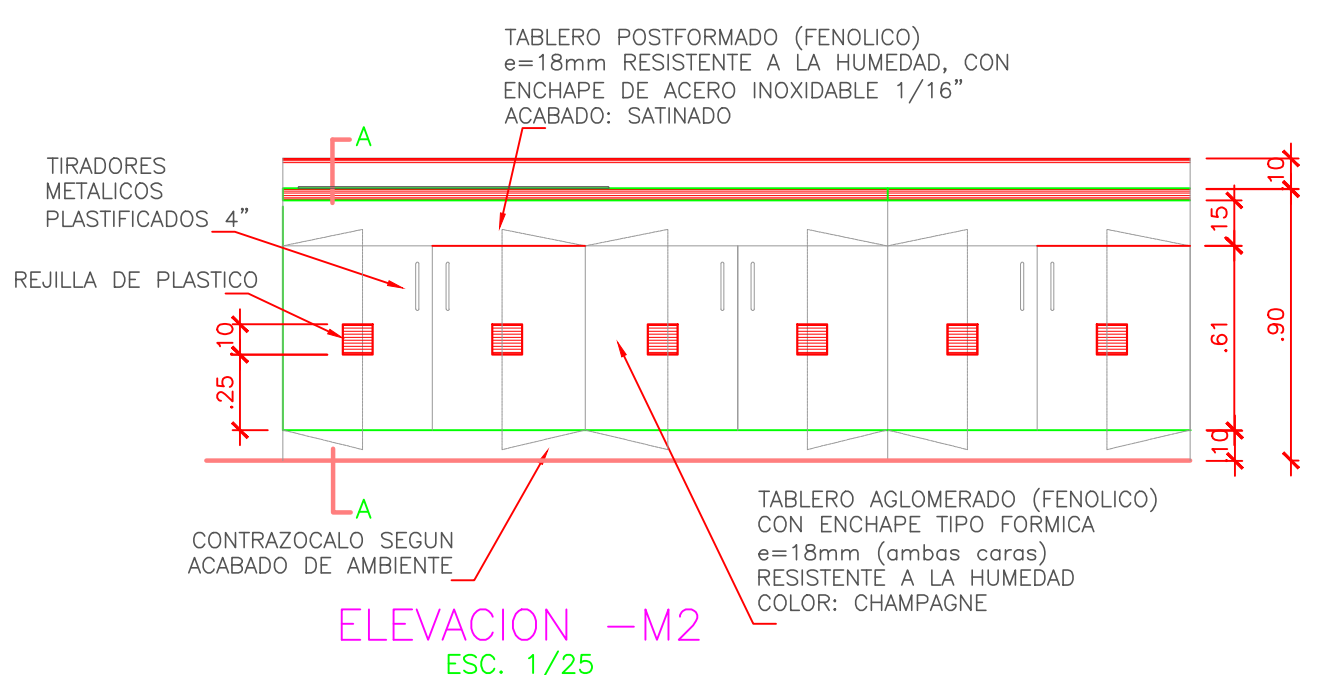 TABLERO POSTFORMADO (FENOLICO)
e=18mm RESISTENTE A LA HUMEDAD, CON
ENCHAPE DE ACERO INOXIDABLE 1/16"
ACABADO: SATINADO
A
TIRADORES
METALICOS
PLASTIFICADOS 4"
REJILLA DE PLASTICO
10
.25
10
15
.61
.90
.10
A
CONTRAZOCALO SEGUN
ACABADO DE AMBIENTE
TABLERO AGLOMERADO (FENOLICO)
CON ENCHAPE TIPO FORMICA
e=18mm (ambas caras)
RESISTENTE A LA HUMEDAD
COLOR: CHAMPAGNE
ELEVACION -M2
ESC. 1/25